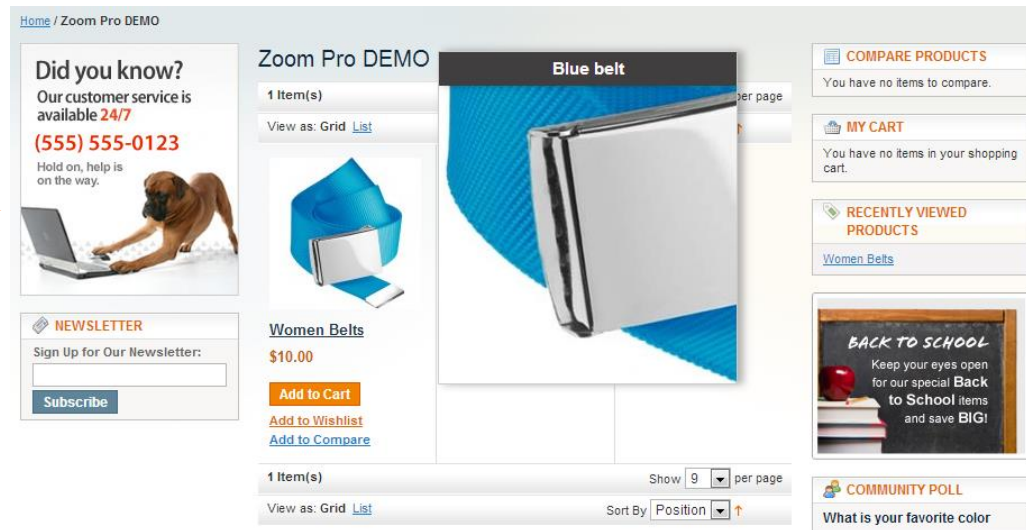 Home / Zoom Pro DEMO
Did you know?
Our customer service is
available 24/7
(555) 555-0123
Hold on, help is
on the way.
NEWSLETTER
Sign Up for Our Newsletter:
Subscribe
Zoom Pro DEMO
1 Item(s)
per page
View as: Grid List
↑
Blue belt
Women Belts
$10.00
Add to Cart
Add to Wishlist
Add to Compare
1 Item(s)
Show 9 per page
View as: Grid List
Sort By Position ↑
COMPARE PRODUCTS
You have no items to compare.
MY CART
You have no items in your shopping
cart.
RECENTLY VIEWED
PRODUCTS
Women Belts
BACK TO SCHOOL
Keep your eyes open
for our special Back
to School items
and save BIG!
COMMUNITY POLL
What is your favorite color